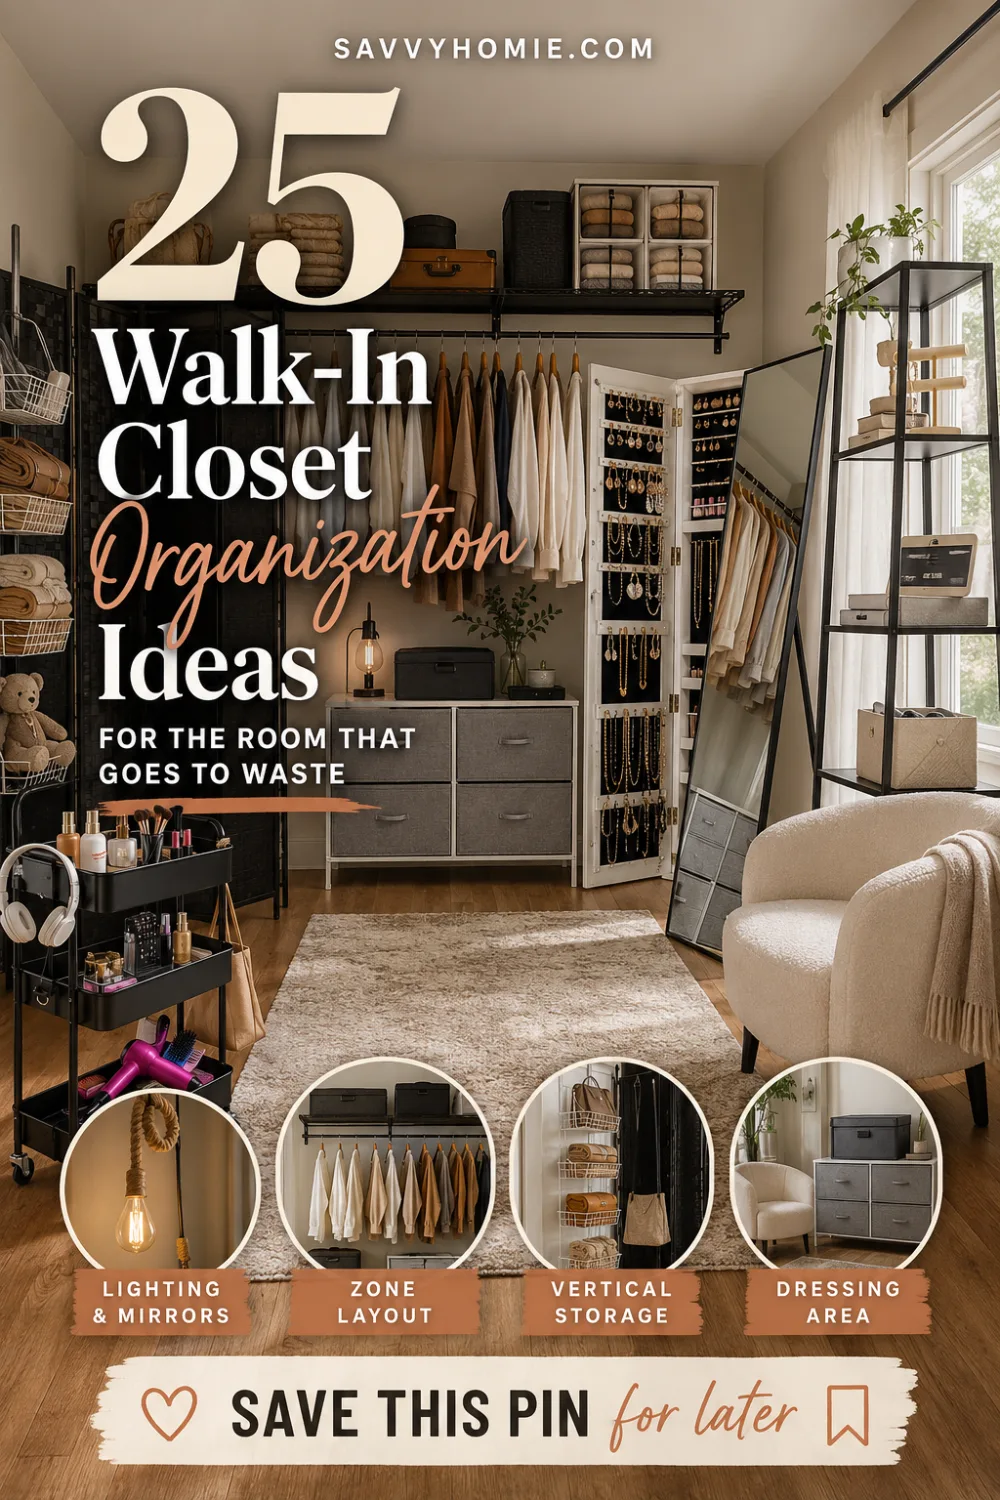 SAVVYHOMIE.COM
25
Walk-In
Closet
Organization
Ideas
FOR THE ROOM THAT
GOES TO WASTE
LIGHTING
& MIRRORS
ZONE
LAYOUT
VERTICAL
STORAGE
DRESSING
AREA
SAVE THIS PIN for later